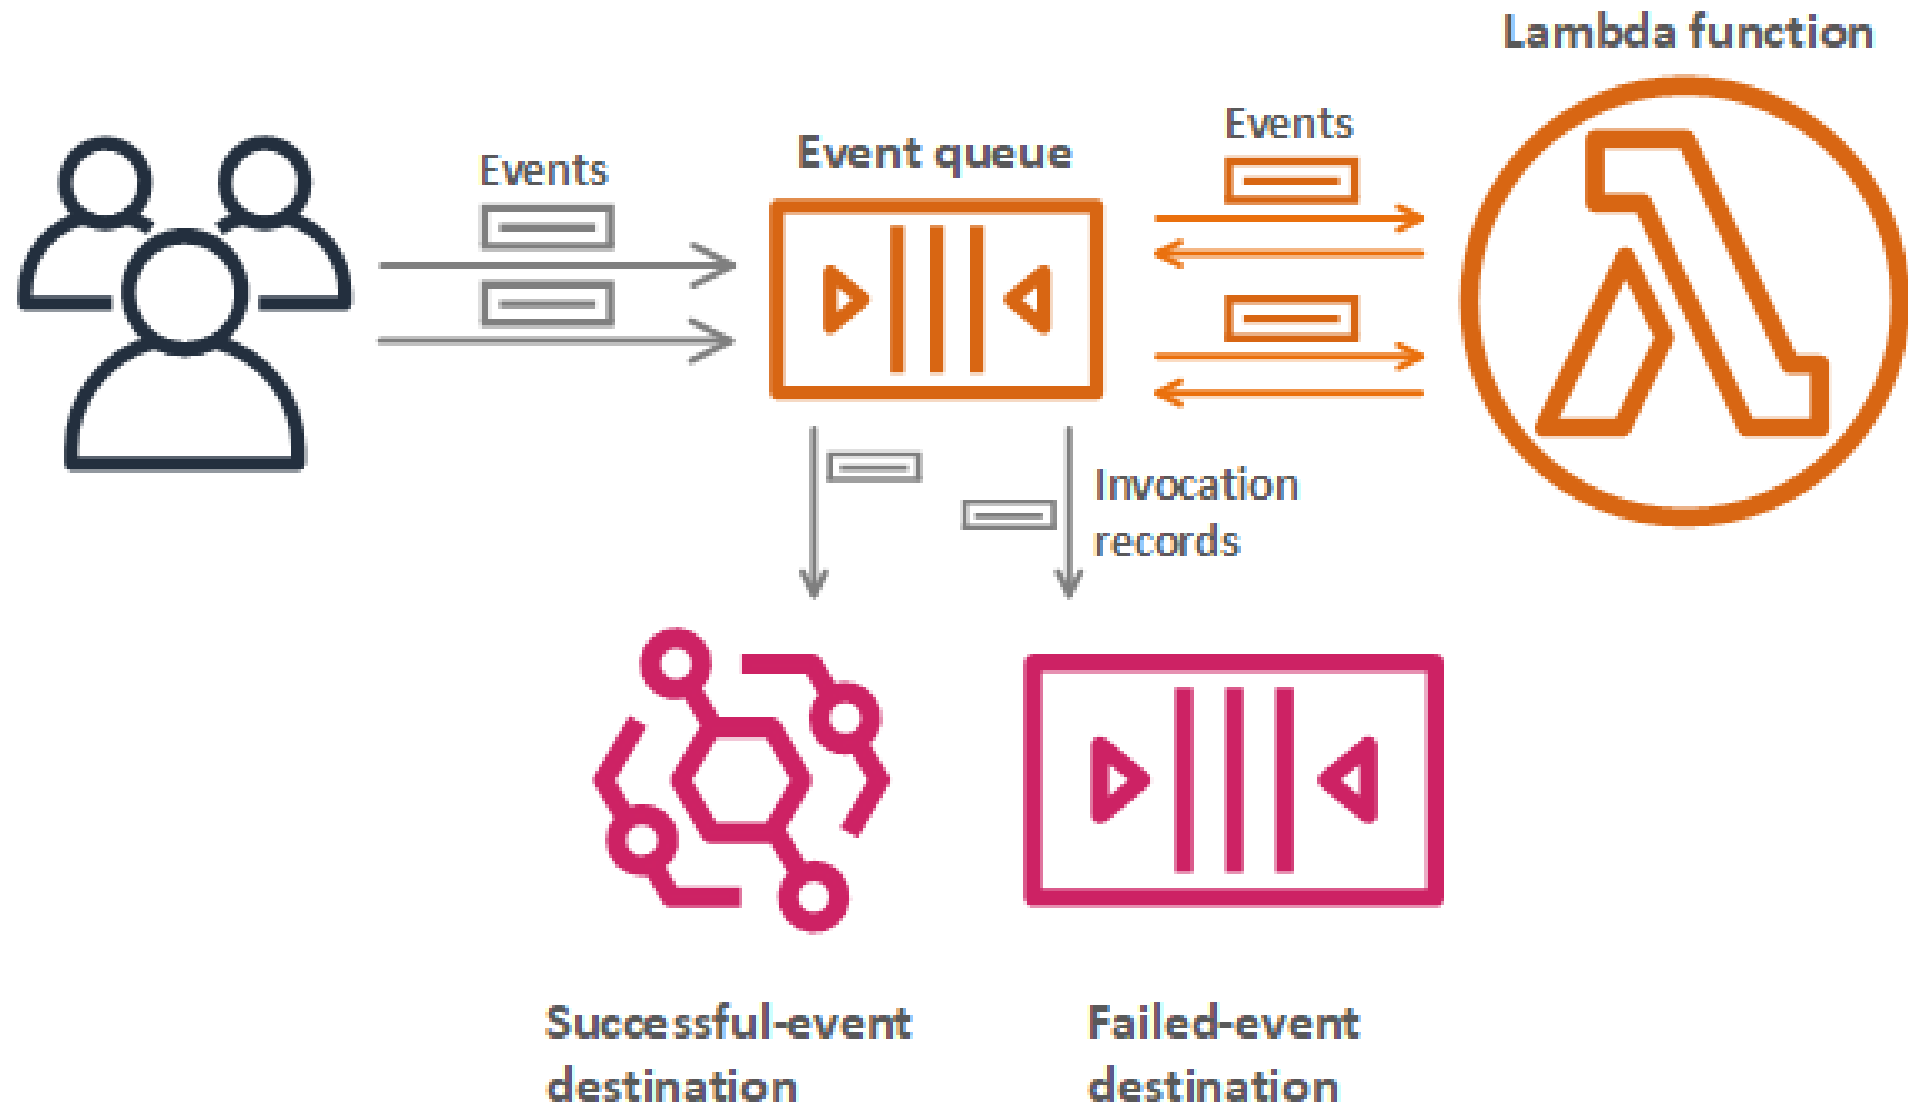 Lambda function
Events
Event queue
Events
Invocation
records
Successful-event
destination
Failed-event
destination